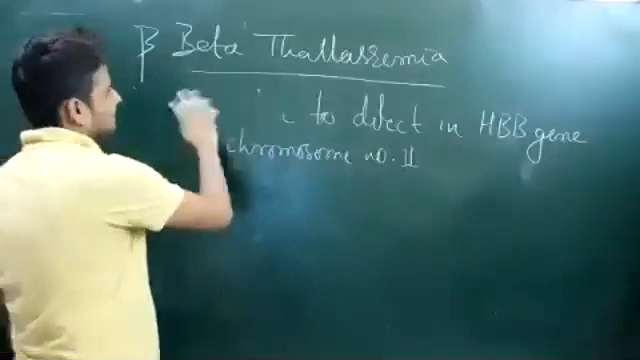 β Beta Thallassemia
to defect in HBB gene
chromosome no. 11